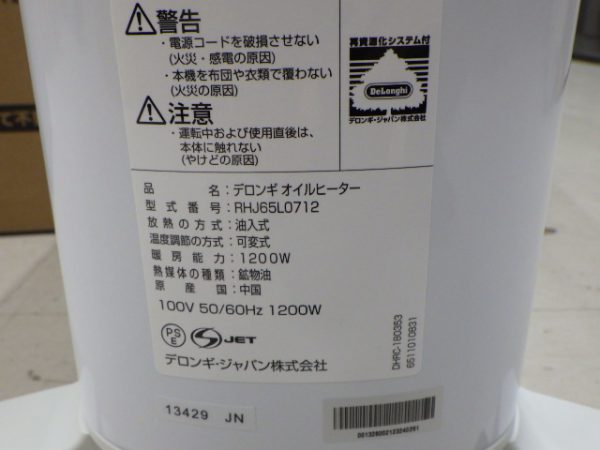 警告
・電源コードを破損させない
(火災・感電の原因)
・本機を布団や衣類で覆わない
(火災の原因)
注意
・運転中および使用直後は、
本体に触れない
(やけどの原因)
再資源化システム付
DeLonghi
デロンギ・ジャパン株式会社
品名：デロンギ オイルヒーター
型式番号：RHJ65L0712
放熱の方式：油入式
温度調節の方式：可変式
暖房能力：1200W
熱媒体の種類：鉱物油
原産国：中国
100V 50/60Hz 1200W
PS
E
JET
デロンギ・ジャパン株式会社
DHRC-180353
6511010831
13429 JN